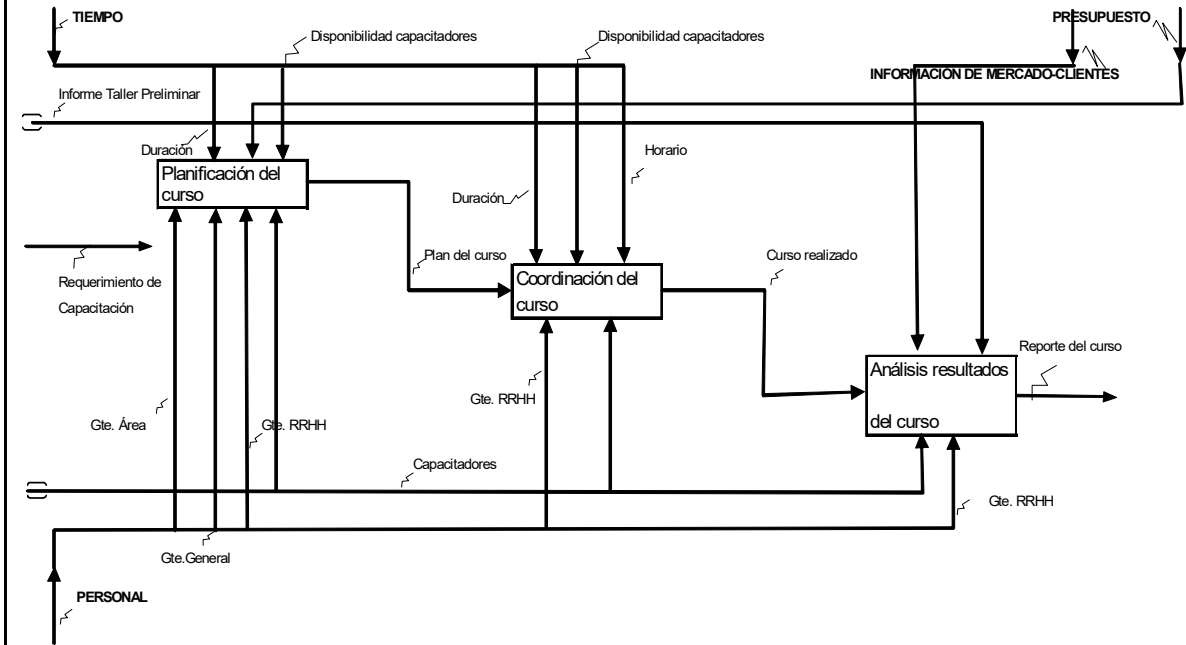 TIEMPO
PRESUPUESTO
Disponibilidad capacitadores
Disponibilidad capacitadores
INFORMACION DE MERCADO-CLIENTES
Informe Taller Preliminar
Duración
Horario
Planificación del
curso
Duración
Plan del curso
Curso realizado
Requerimiento de
Capacitación
Coordinación del
curso
Reporte del curso
Análisis resultados
del curso
Gte. RRHH
Gte. Área
Gte. RRHH
Capacitadores
Gte. RRHH
Gte.General
PERSONAL